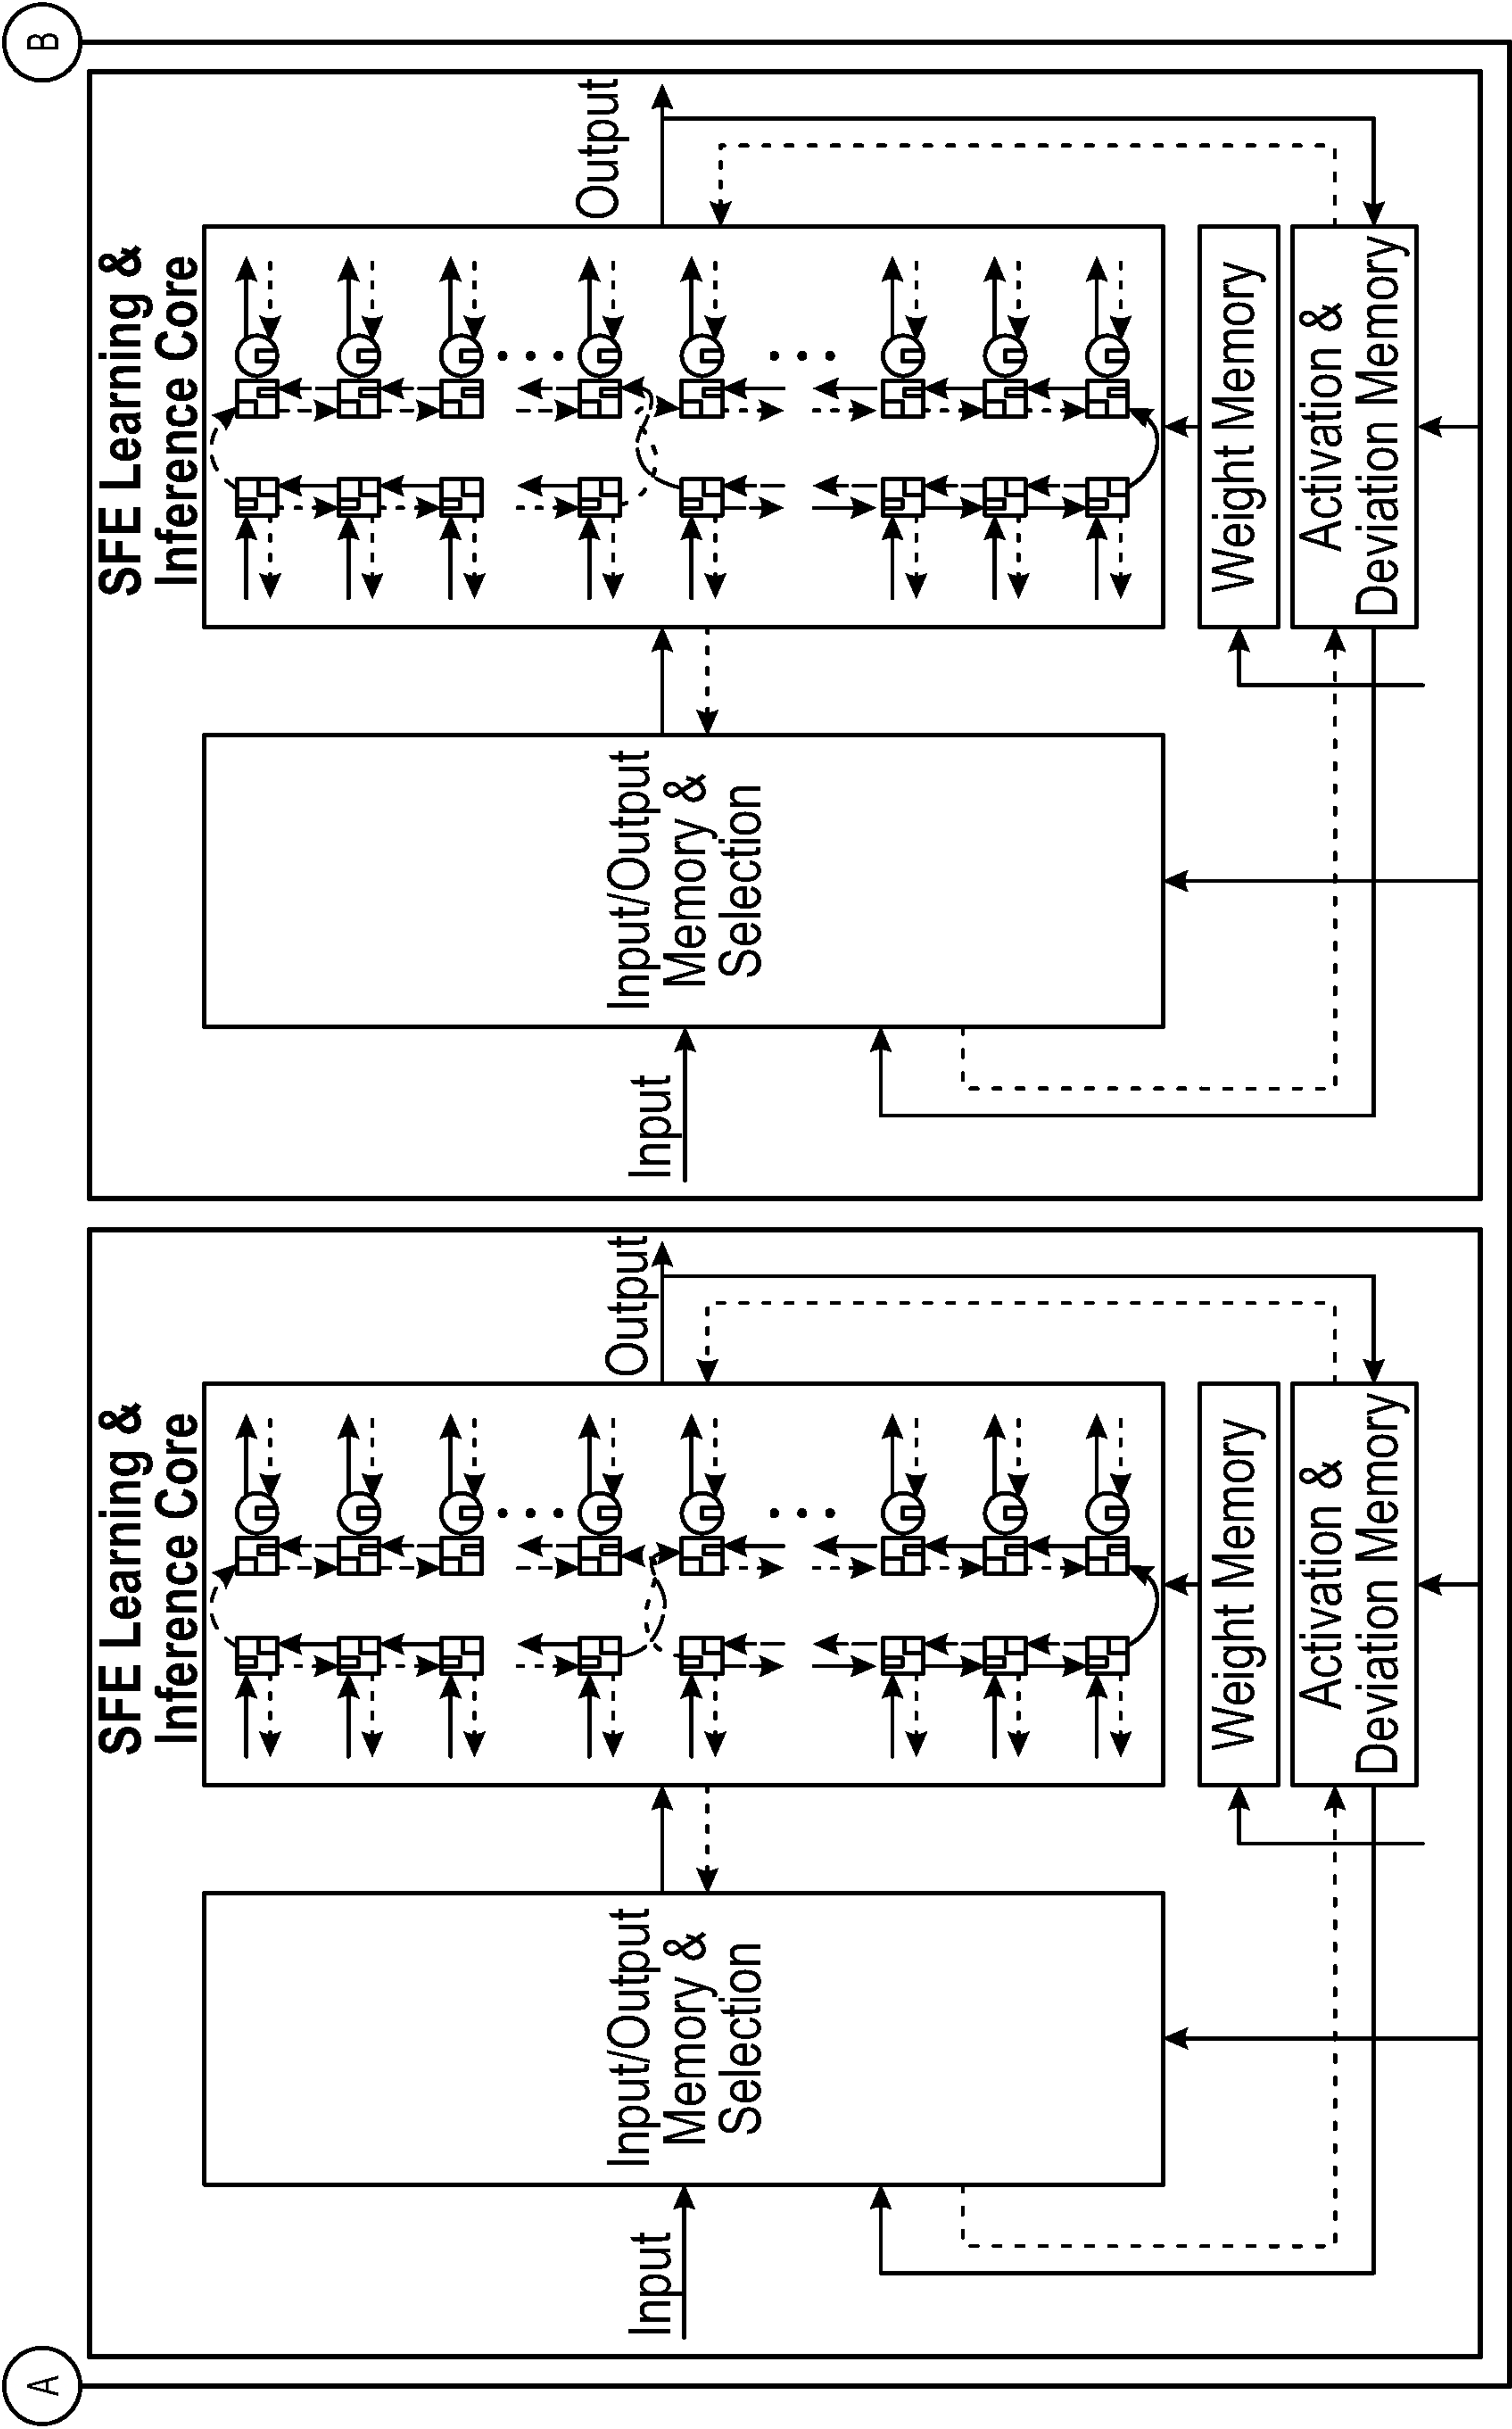 A
SFE Learning &
Inference Core
Input
Input/Output
Memory &
Selection
Output
Weight Memory
Activation &
Deviation Memory
SFE Learning &
Inference Core
Input
Input/Output
Memory &
Selection
Output
Weight Memory
Activation &
Deviation Memory
B